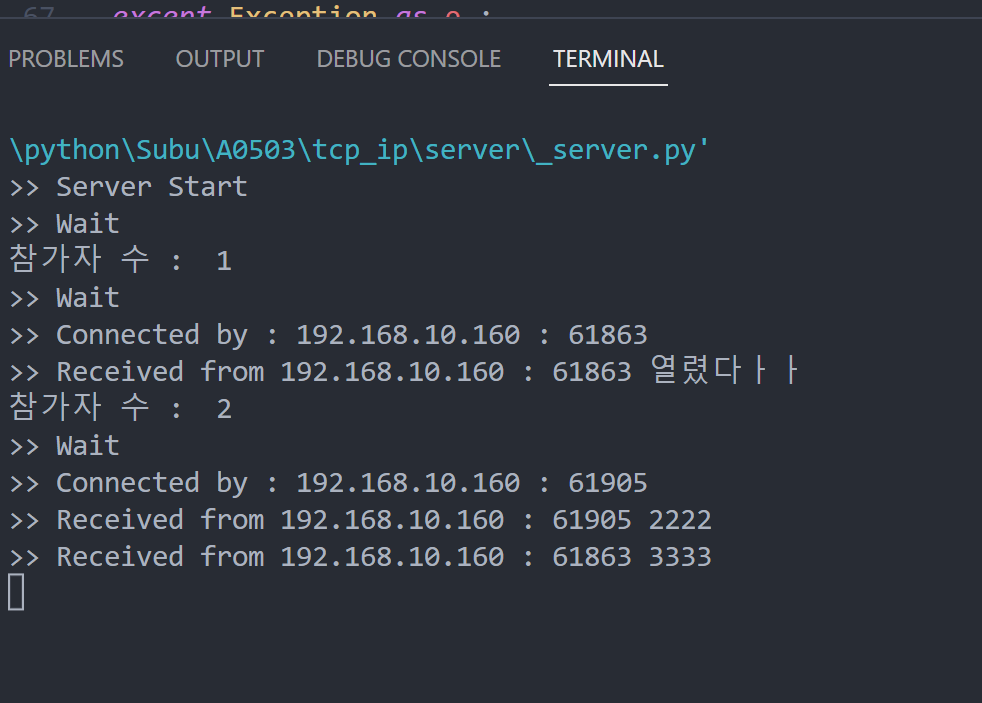 67 except Exception as e :
PROBLEMS OUTPUT DEBUG CONSOLE TERMINAL
\python\Subu\A0503\tcp_ip\server\_server.py'
>> Server Start
>> Wait
참가자 수 :  1
>> Wait
>> Connected by : 192.168.10.160 : 61863
>> Received from 192.168.10.160 : 61863 열렸다ㅏㅏ
참가자 수 :  2
>> Wait
>> Connected by : 192.168.10.160 : 61905
>> Received from 192.168.10.160 : 61905 2222
>> Received from 192.168.10.160 : 61863 3333